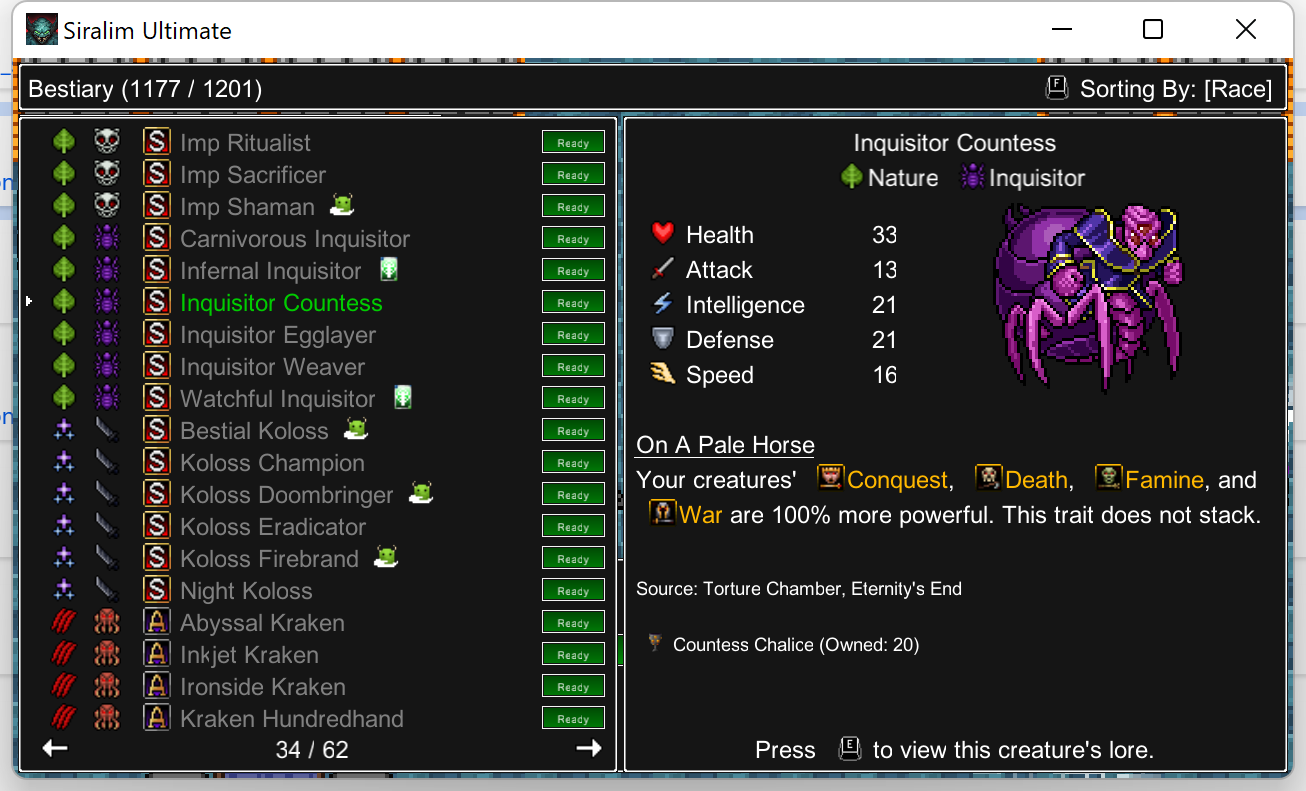 Siralim Ultimate
Bestiary (1177 / 1201)
F Sorting By: [Race]
S Imp Ritualist Ready
S Imp Sacrificer Ready
S Imp Shaman Ready
S Carnivorous Inquisitor Ready
S Infernal Inquisitor Ready
S Inquisitor Countess Ready
S Inquisitor Egglayer Ready
S Inquisitor Weaver Ready
S Watchful Inquisitor Ready
S Bestial Koloss Ready
S Koloss Champion Ready
S Koloss Doombringer Ready
S Koloss Eradicator Ready
S Koloss Firebrand Ready
S Night Koloss Ready
A Abyssal Kraken Ready
A Inkjet Kraken Ready
A Ironside Kraken Ready
A Kraken Hundredhand Ready
34 / 62
Inquisitor Countess
Nature Inquisitor
Health 33
Attack 13
Intelligence 21
Defense 21
Speed 16
On A Pale Horse
Your creatures' Conquest, Death, Famine, and
War are 100% more powerful. This trait does not stack.
Source: Torture Chamber, Eternity's End
Countess Chalice (Owned: 20)
Press E to view this creature's lore.